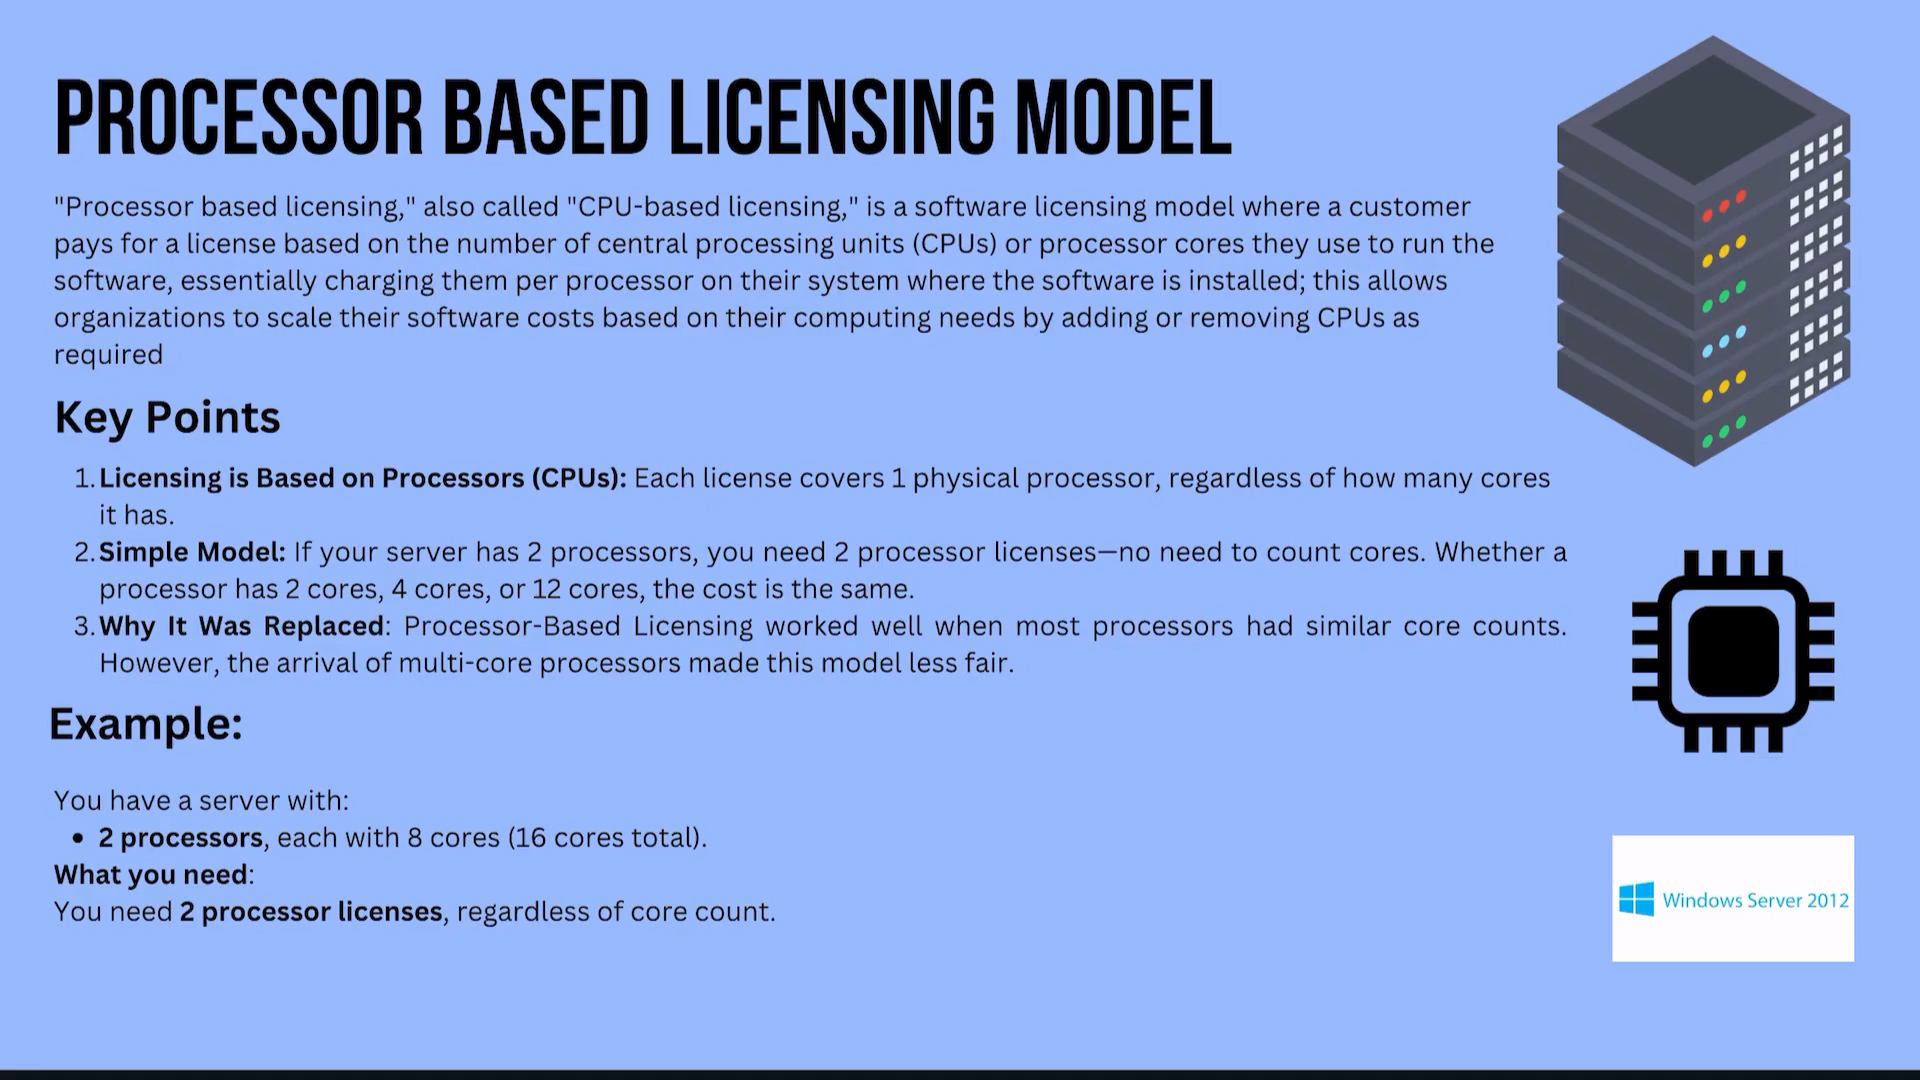 PROCESSOR BASED LICENSING MODEL
"Processor based licensing," also called "CPU-based licensing," is a software licensing model where a customer
pays for a license based on the number of central processing units (CPUs) or processor cores they use to run the
software, essentially charging them per processor on their system where the software is installed; this allows
organizations to scale their software costs based on their computing needs by adding or removing CPUs as
required
Key Points
1. Licensing is Based on Processors (CPUs): Each license covers 1 physical processor, regardless of how many cores
it has.
2. Simple Model: If your server has 2 processors, you need 2 processor licenses—no need to count cores. Whether a
processor has 2 cores, 4 cores, or 12 cores, the cost is the same.
3. Why It Was Replaced: Processor-Based Licensing worked well when most processors had similar core counts.
However, the arrival of multi-core processors made this model less fair.
Example:
You have a server with:
• 2 processors, each with 8 cores (16 cores total).
What you need:
You need 2 processor licenses, regardless of core count.
Windows Server 2012